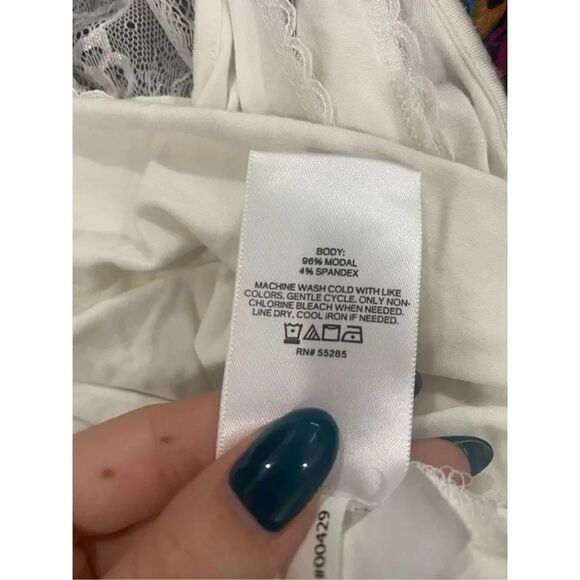 BODY:
96% MODAL
4% SPANDEX
MACHINE WASH COLD WITH LIKE
COLORS. GENTLE CYCLE. ONLY NON-
CHLORINE BLEACH WHEN NEEDED.
LINE DRY. COOL IRON IF NEEDED.
RN# 55285
#00429